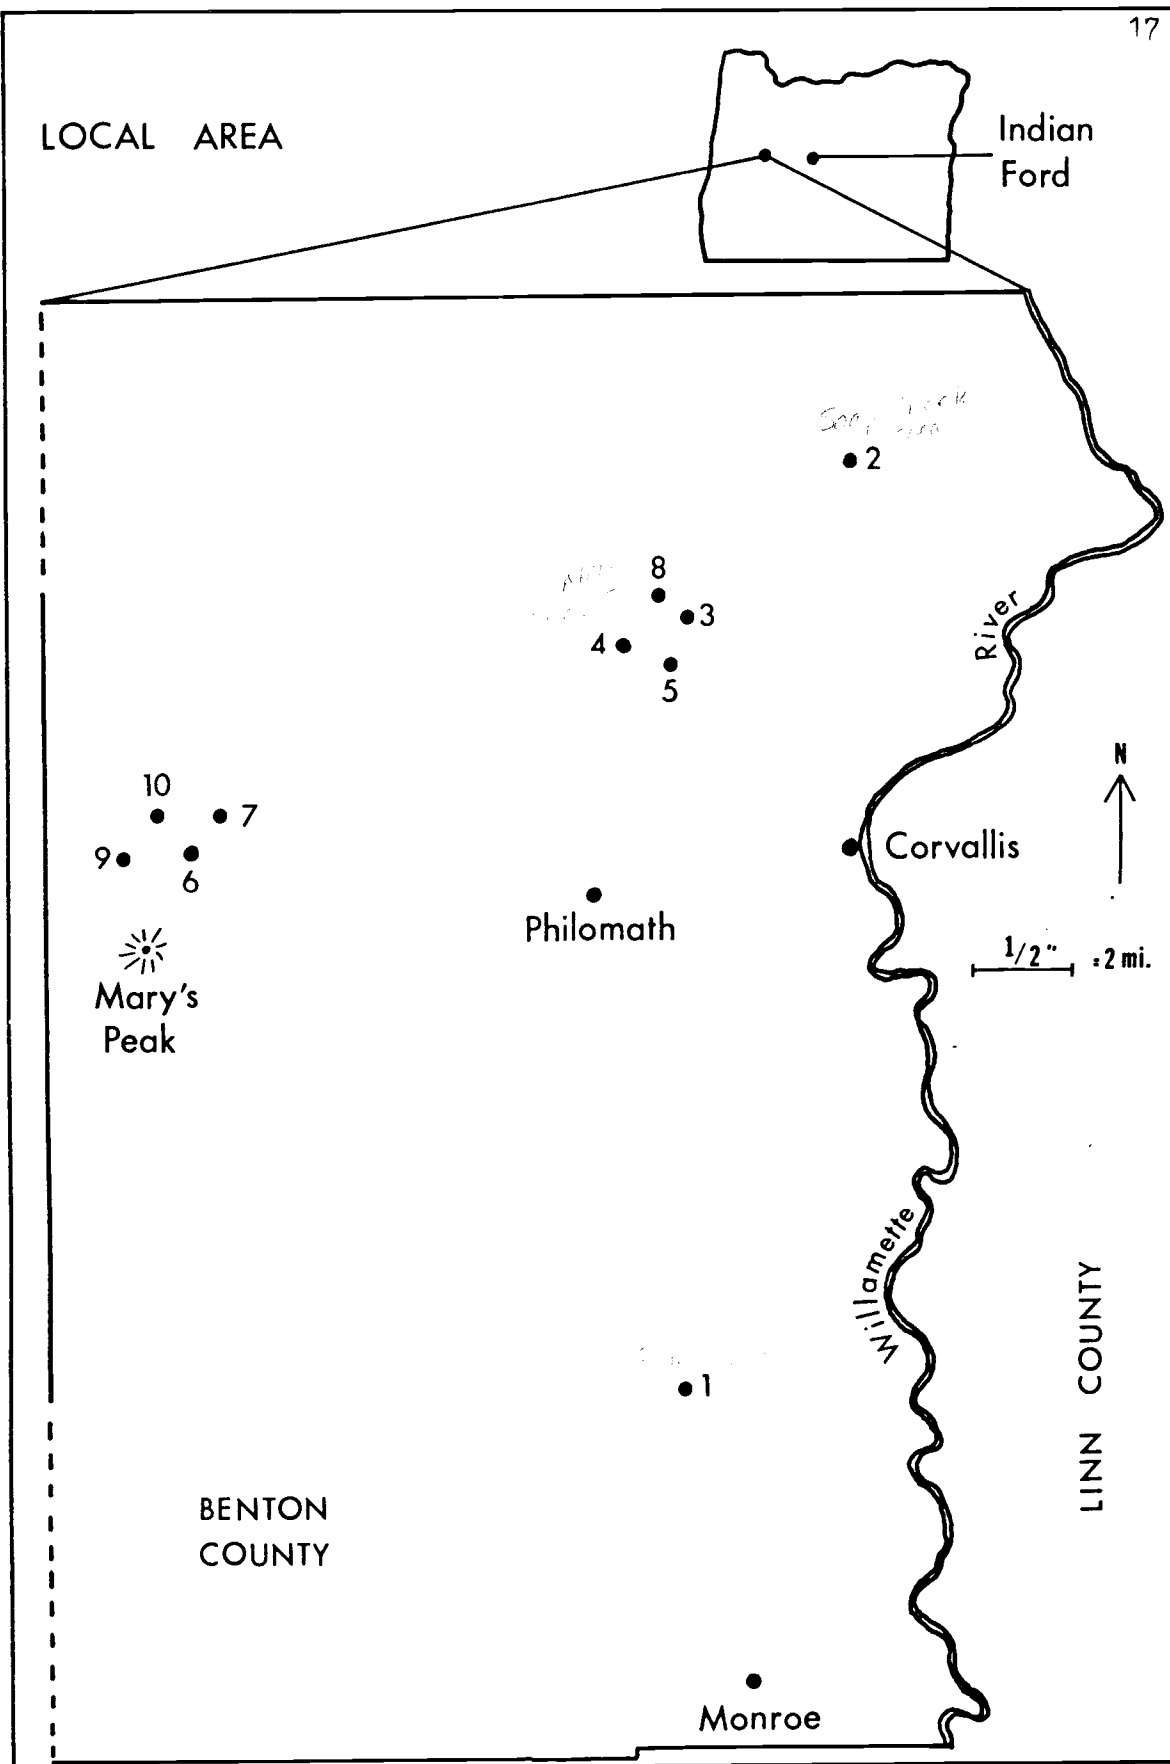 17
LOCAL AREA
Indian
Ford
2
8
3
4
5
River
N
10
7
9
6
Corvallis
Philomath
1/2" =2 mi.
Mary's
Peak
Willamette
LINN COUNTY
1
BENTON
COUNTY
Monroe